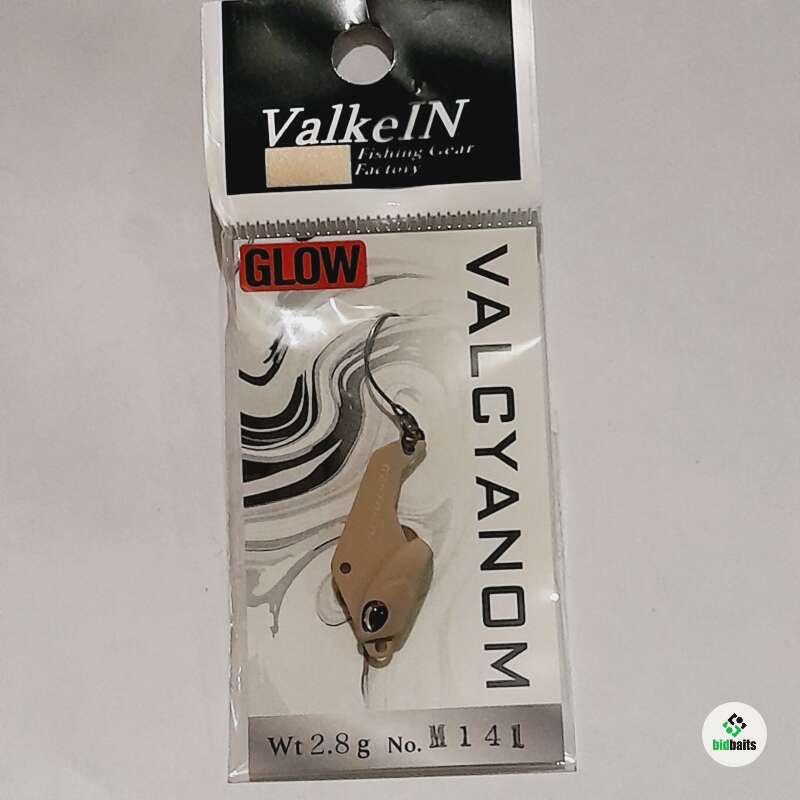 ValkeIN
Fishing Gear
Factory
GLOW
VALCYANOM
Wt 2.8g No. M141
bidbaits